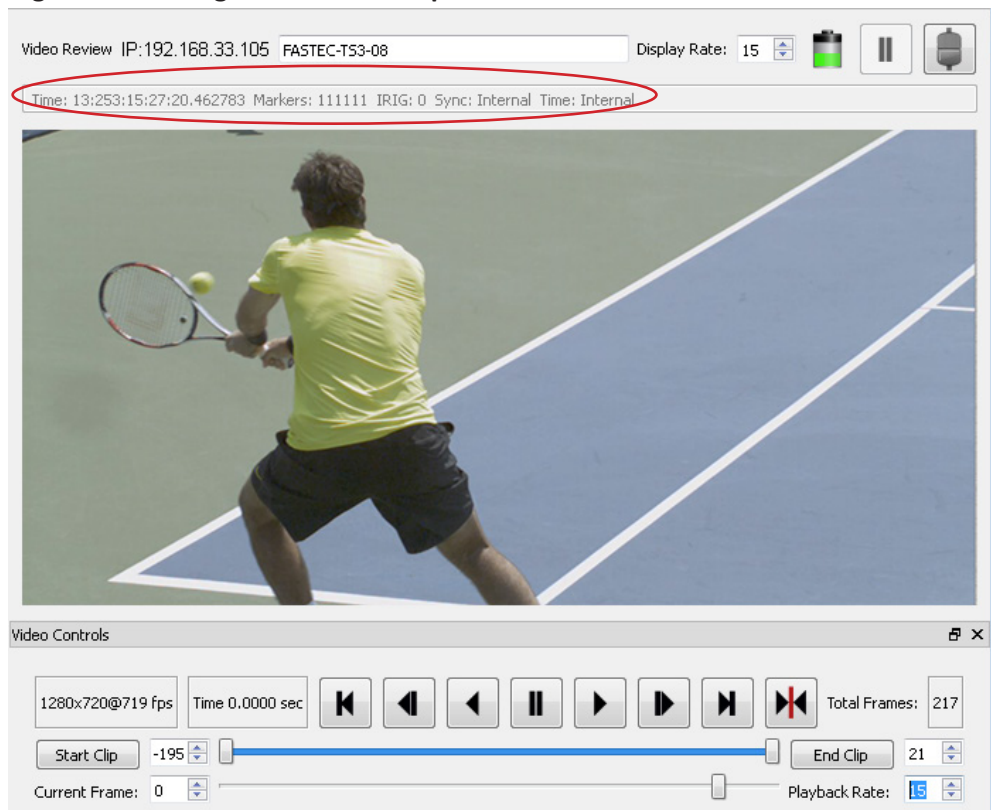 Video Review IP:192.168.33.105 FASTEC-TS3-08 Display Rate: 15
Time: 13:253:15:27:20.462783 Markers: 111111 IRIG: 0 Sync: Internal Time: Internal
Video Controls
1280x720@719 fps Time 0.0000 sec Total Frames: 217
Start Clip -195 End Clip 21
Current Frame: 0 Playback Rate: 15